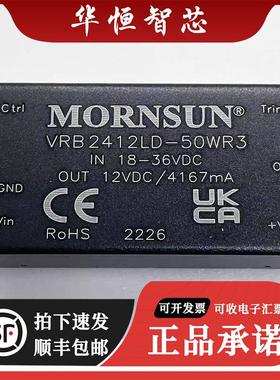 华恒智芯
Ctrl
Trim
MORNSUN®
VRB2412LD-50WR3
IN 18-36VDC
OUT 12VDC/4167mA
GND
Vin
CE
UK
CA
RoHS 2226
+V
SF
拍下速发
顺丰包邮
可开发票
可收电子汇票
正品承诺